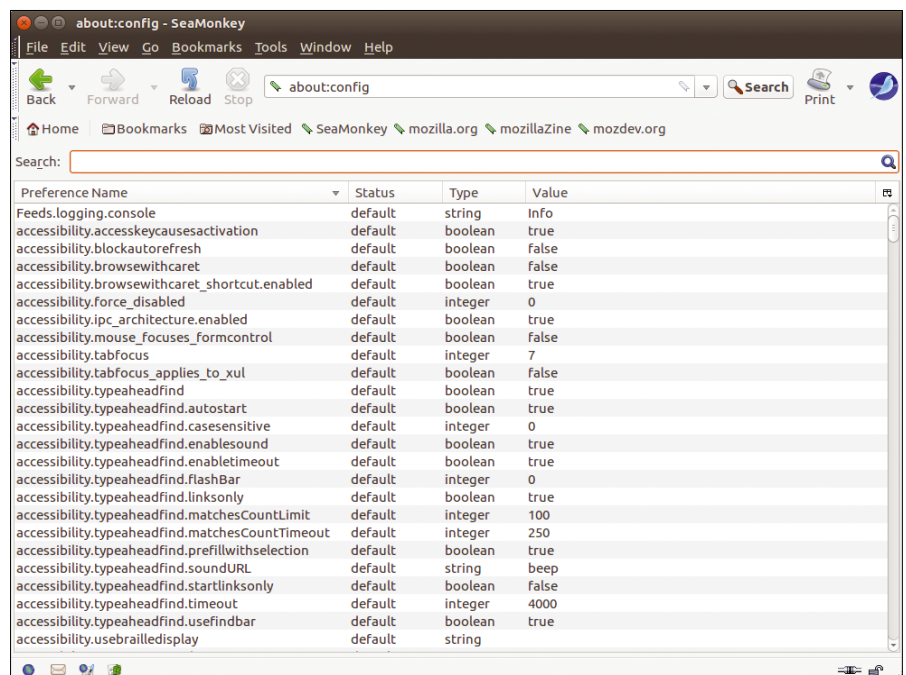 about:config - SeaMonkey
File Edit View Go Bookmarks Tools Window Help
Back Forward Reload Stop about:config Search Print
Home Bookmarks Most Visited SeaMonkey mozilla.org mozillaZine mozdev.org
Search:
Preference Name Status Type Value
Feeds.logging.console default string Info
accessibility.accesskeycausesactivation default boolean true
accessibility.blockautorefresh default boolean false
accessibility.browsewithcaret default boolean false
accessibility.browsewithcaret_shortcut.enabled default boolean true
accessibility.force_disabled default integer 0
accessibility.ipc_architecture.enabled default boolean true
accessibility.mouse_focuses_formcontrol default boolean false
accessibility.tabfocus default integer 7
accessibility.tabfocus_applies_to_xul default boolean false
accessibility.typeaheadfind default boolean true
accessibility.typeaheadfind.autostart default boolean true
accessibility.typeaheadfind.casesensitive default integer 0
accessibility.typeaheadfind.enablesound default boolean true
accessibility.typeaheadfind.enabletimeout default boolean true
accessibility.typeaheadfind.flashBar default integer 0
accessibility.typeaheadfind.linksonly default boolean true
accessibility.typeaheadfind.matchesCountLimit default integer 100
accessibility.typeaheadfind.matchesCountTimeout default integer 250
accessibility.typeaheadfind.prefillwithselection default boolean true
accessibility.typeaheadfind.soundURL default string beep
accessibility.typeaheadfind.startlinksonly default boolean false
accessibility.typeaheadfind.timeout default integer 4000
accessibility.typeaheadfind.usefindbar default boolean true
accessibility.usebrailledisplay default string